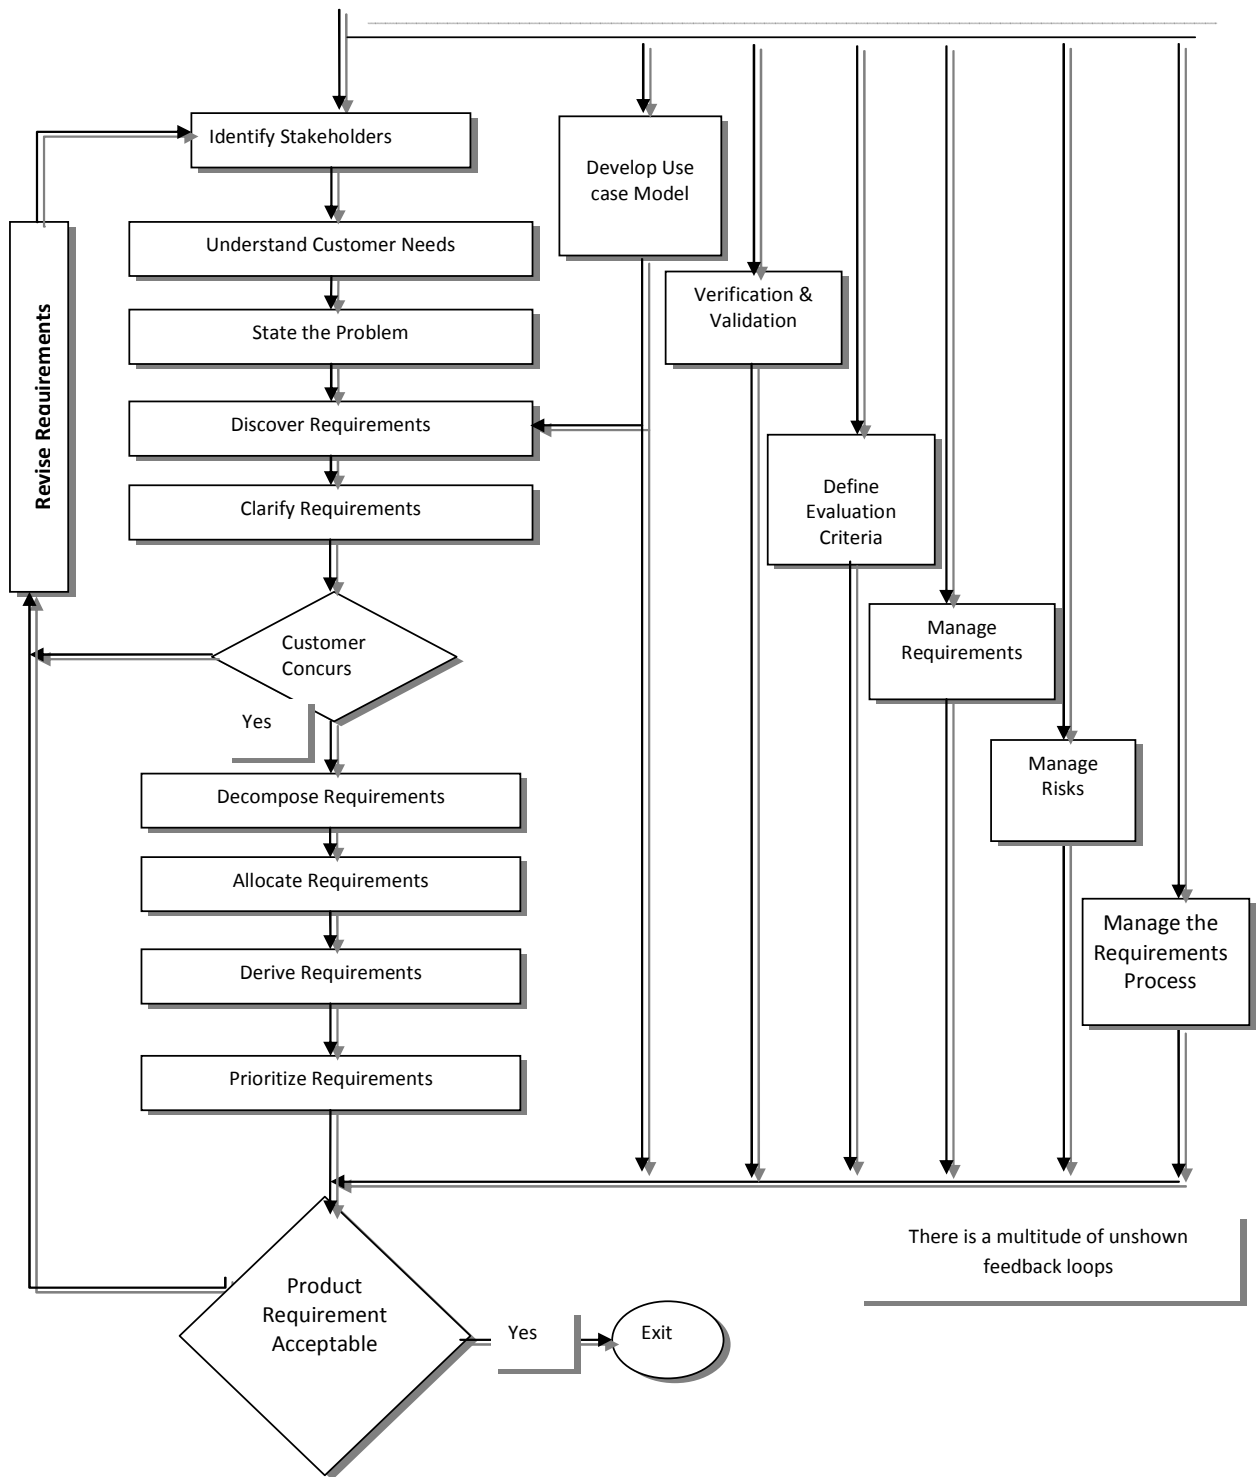 Identify Stakeholders
Understand Customer Needs
State the Problem
Discover Requirements
Clarify Requirements
Customer
Concurs
Yes
Decompose Requirements
Allocate Requirements
Derive Requirements
Prioritize Requirements
Product
Requirement
Acceptable
Yes
Exit
Revise Requirements
Develop Use
case Model
Verification &
Validation
Define
Evaluation
Criteria
Manage
Requirements
Manage
Risks
Manage the
Requirements
Process
There is a multitude of unshown
feedback loops